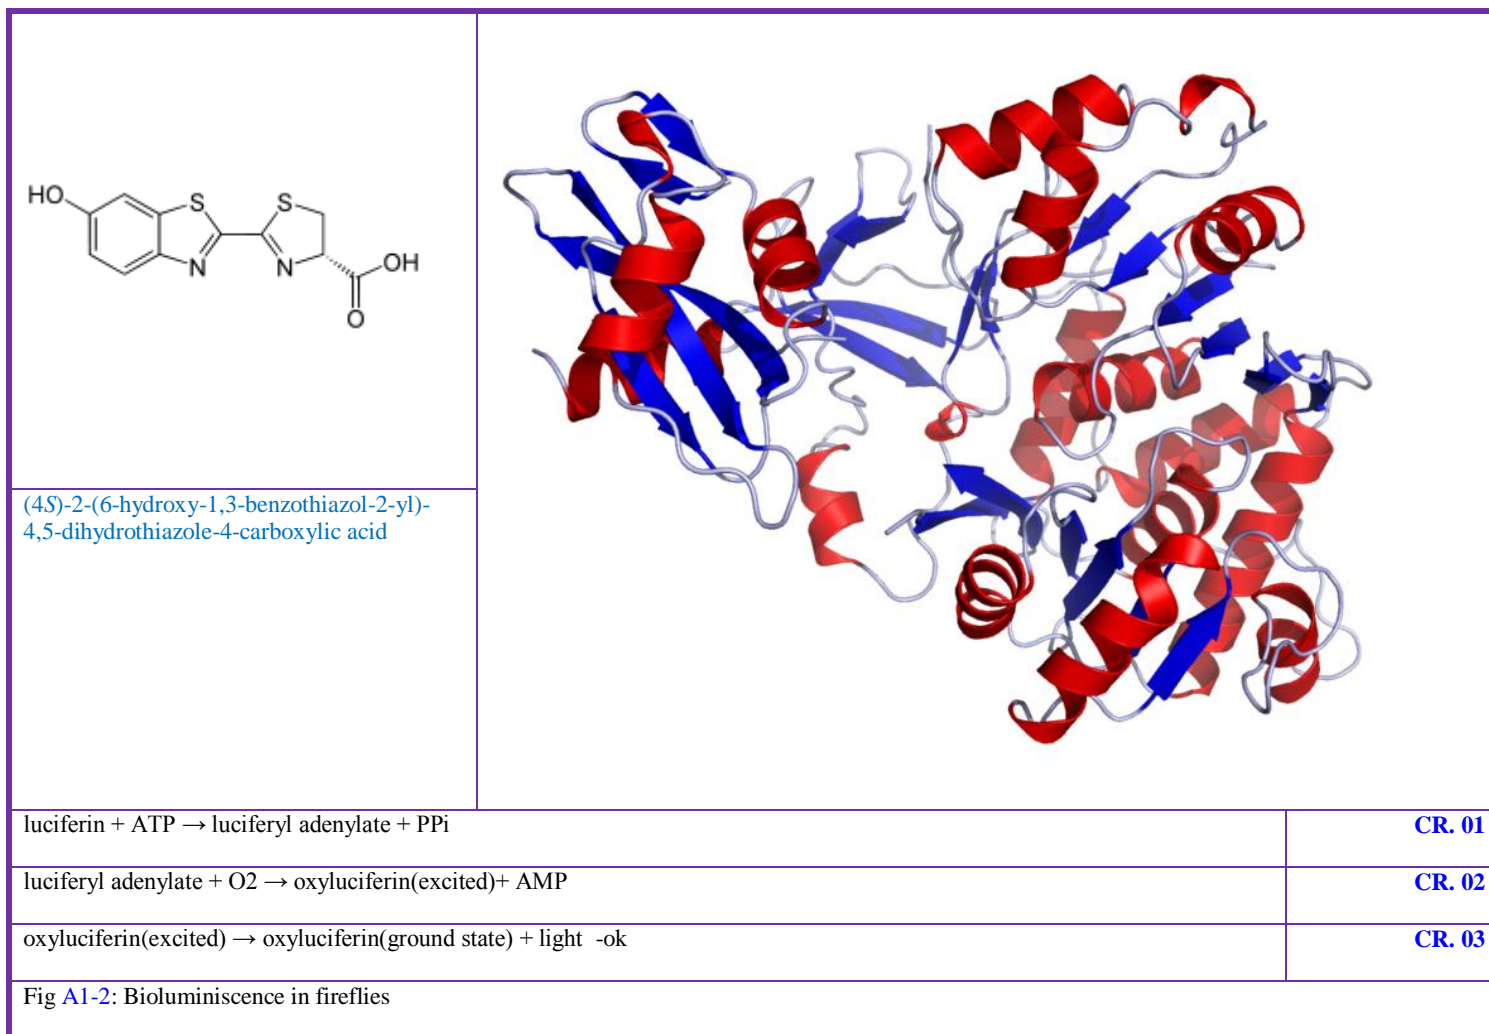 HO
S
N
S
N
OH
O
(4S)-2-(6-hydroxy-1,3-benzothiazol-2-yl)-
4,5-dihydrothiazole-4-carboxylic acid
luciferin + ATP → luciferyl adenylate + PPi
CR. 01
luciferyl adenylate + O2 → oxyluciferin(excited)+ AMP
CR. 02
oxyluciferin(excited) → oxyluciferin(ground state) + light -ok
CR. 03
Fig A1-2: Bioluminiscence in fireflies